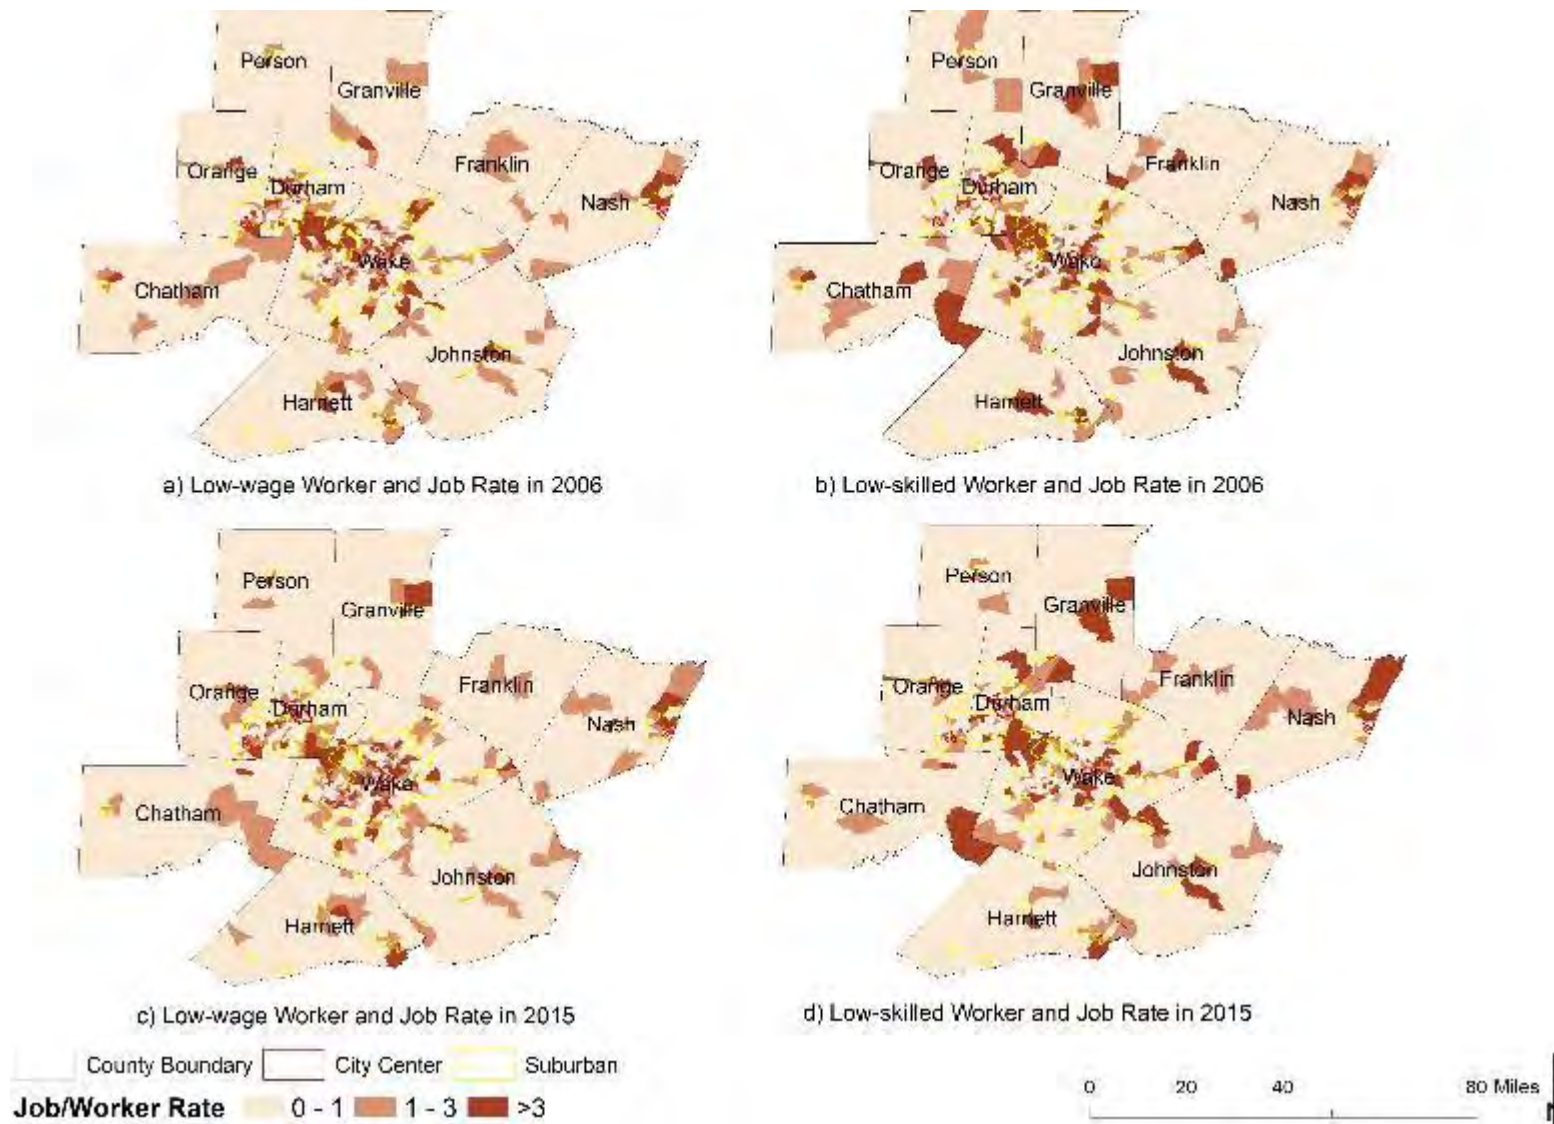 Person
Granville
Orange
Durham
Franklin
Nash
Wake
Chatham
Johnston
Harnett
a) Low-wage Worker and Job Rate in 2006
Person
Granville
Orange
Durham
Franklin
Nash
Wake
Chatham
Johnston
Harnett
b) Low-skilled Worker and Job Rate in 2006
Person
Granville
Orange
Durham
Franklin
Nash
Wake
Chatham
Johnston
Harnett
c) Low-wage Worker and Job Rate in 2015
Person
Granville
Orange
Durham
Franklin
Nash
Wake
Chatham
Johnston
Harnett
d) Low-skilled Worker and Job Rate in 2015
County Boundary City Center Suburban
Job/Worker Rate 0 - 1 1 - 3 >3
0 20 40 80 Miles